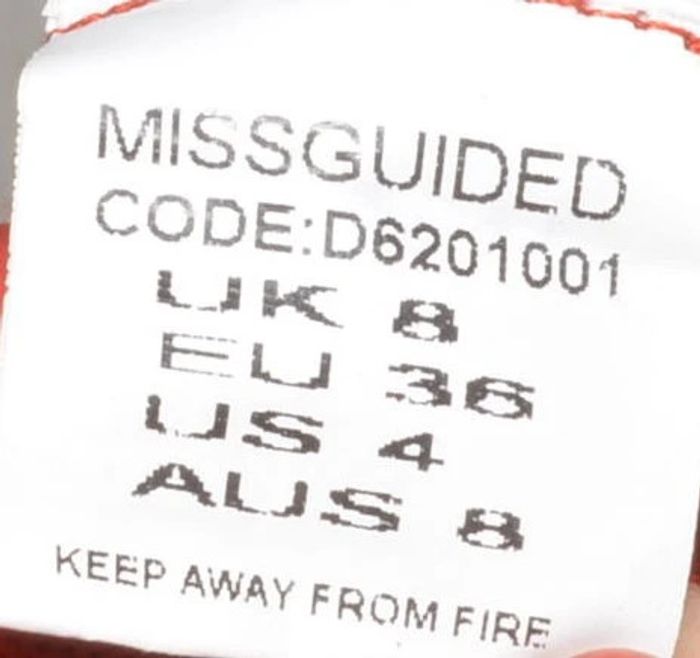 MISSGUIDED
CODE:D6201001
UK 8
EU 36
US 4
AUS 8
KEEP AWAY FROM FIRE